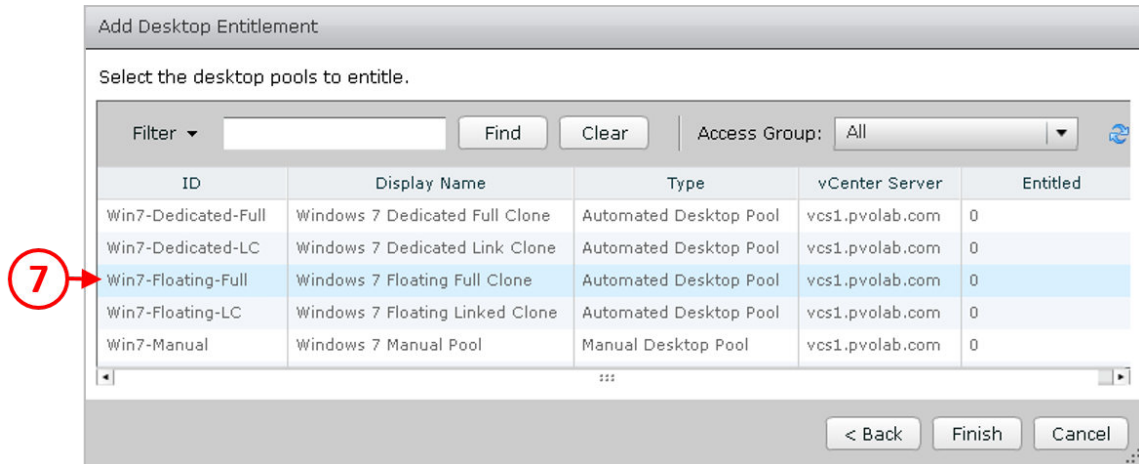 Add Desktop Entitlement
Select the desktop pools to entitle.
Filter Find Clear Access Group: All
ID Display Name Type vCenter Server Entitled
Win7-Dedicated-Full Windows 7 Dedicated Full Clone Automated Desktop Pool vcs1.pvolab.com 0
Win7-Dedicated-LC Windows 7 Dedicated Link Clone Automated Desktop Pool vcs1.pvolab.com 0
7 Win7-Floating-Full Windows 7 Floating Full Clone Automated Desktop Pool vcs1.pvolab.com 0
Win7-Floating-LC Windows 7 Floating Linked Clone Automated Desktop Pool vcs1.pvolab.com 0
Win7-Manual Windows 7 Manual Pool Manual Desktop Pool vcs1.pvolab.com 0
< Back Finish Cancel